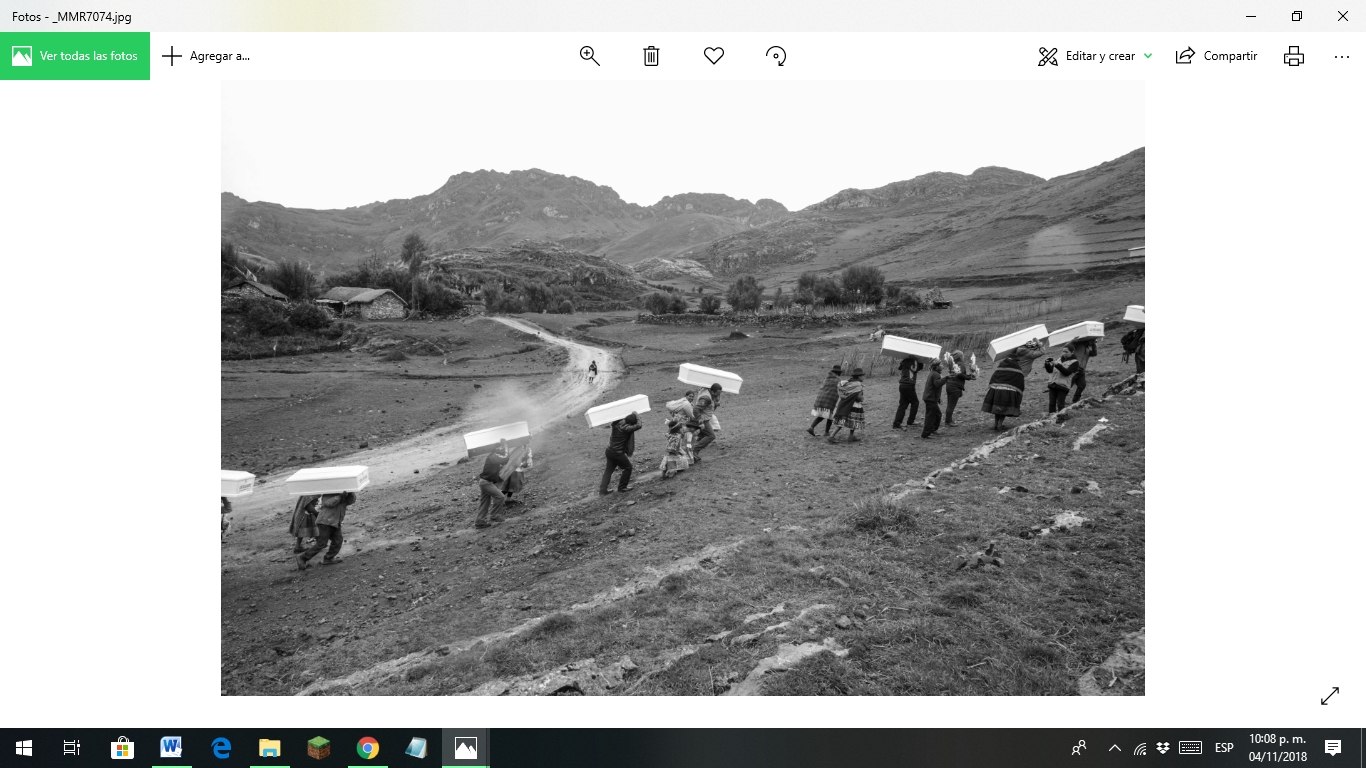 Fotos - _MMR7074.jpg
Ver todas las fotos
Agregar a...
Editar y crear
Compartir
ESP
10:08 p. m.
04/11/2018